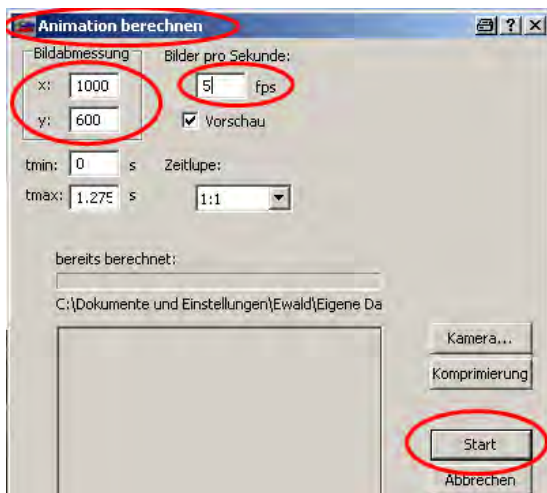 Animation berechnen
Bildabmessung
Bilder pro Sekunde:
x: 1000
5 fps
y: 600
Vorschau
tmin: 0 s
Zeitlupe:
tmax: 1.275 s
1:1
bereits berechnet:
C:\Dokumente und Einstellungen\Ewald\Eigene Da
Kamera...
Komprimierung
Start
Abbrechen